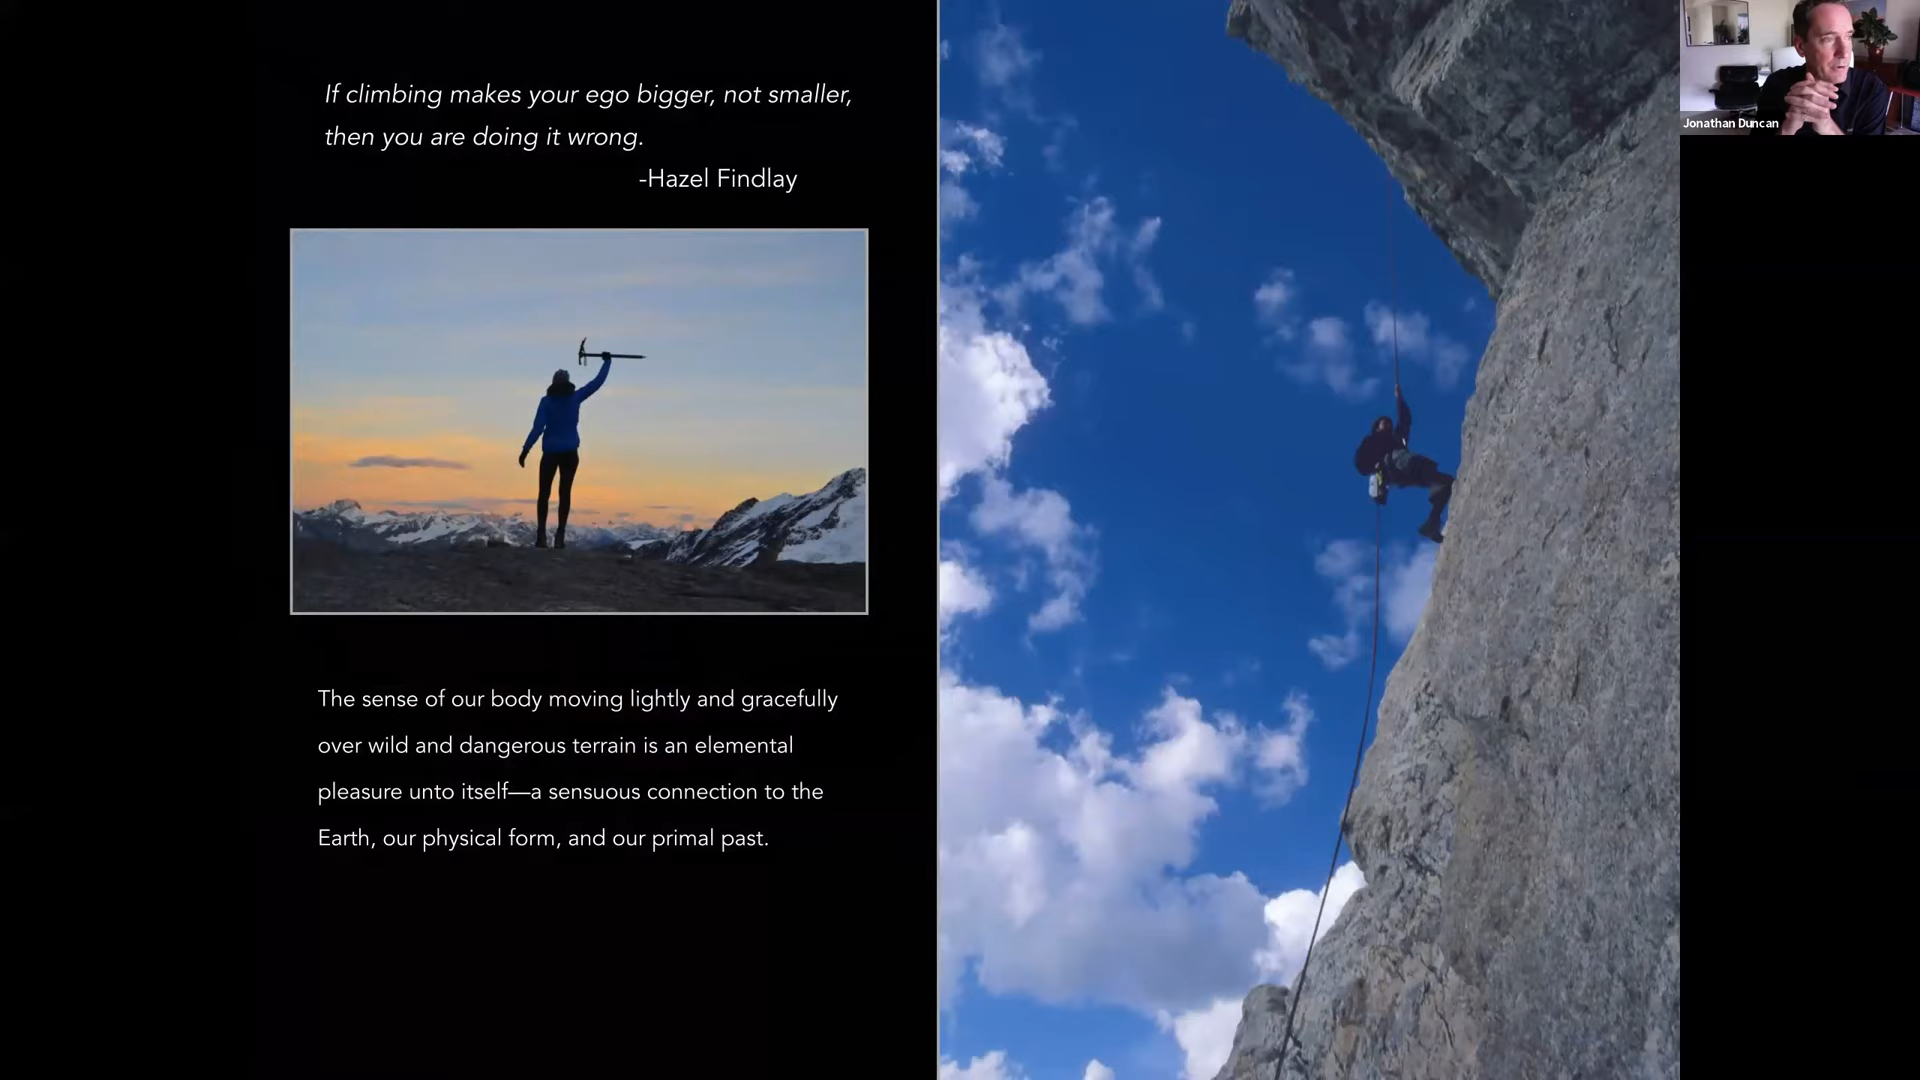 If climbing makes your ego bigger, not smaller,
then you are doing it wrong.
-Hazel Findlay
The sense of our body moving lightly and gracefully
over wild and dangerous terrain is an elemental
pleasure unto itself—a sensuous connection to the
Earth, our physical form, and our primal past.
Jonathan Duncan